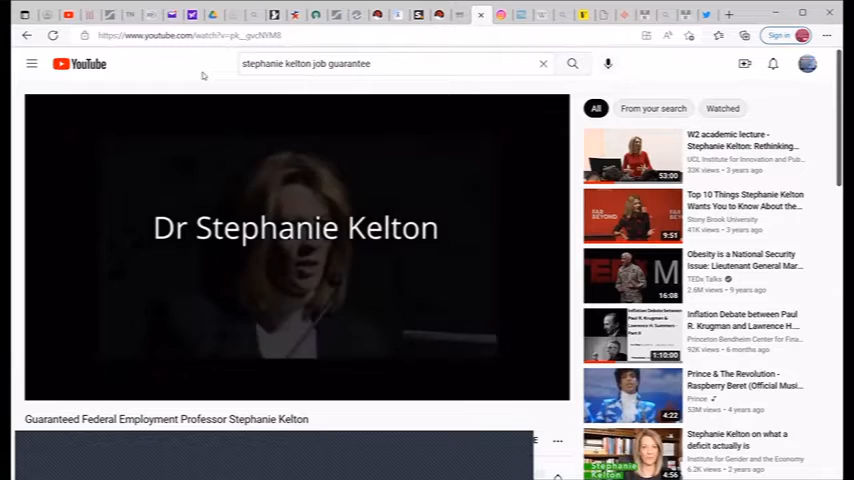 https://www.youtube.com/watch?v=pk_gvcNYM8
Sign in
YouTube
stephanie kelton job guarantee
Dr Stephanie Kelton
All
From your search
Watched
W2 academic lecture -
Stephanie Kelton: Rethinking...
UCL Institute for Innovation and Pub...
33K views • 3 years ago
53:00
Top 10 Things Stephanie Kelton
Wants You to Know About the...
Stony Brook University
41K views • 3 years ago
FAR BEYOND
9:51
Obesity is a National Security
Issue: Lieutenant General Mar...
TEDx Talks
2.6M views • 9 years ago
16:08
Inflation Debate between Paul
R. Krugman and Lawrence H....
Princeton Bendheim Center for Fina...
92K views • 6 months ago
1:10:00
Prince & The Revolution -
Raspberry Beret (Official Musi...
Prince
53M views • 4 years ago
4:22
Stephanie Kelton on what a
deficit actually is
Institute for Gender and the Economy
6.2K views • 2 years ago
Stephanie
Kelton
4:56
Guaranteed Federal Employment Professor Stephanie Kelton